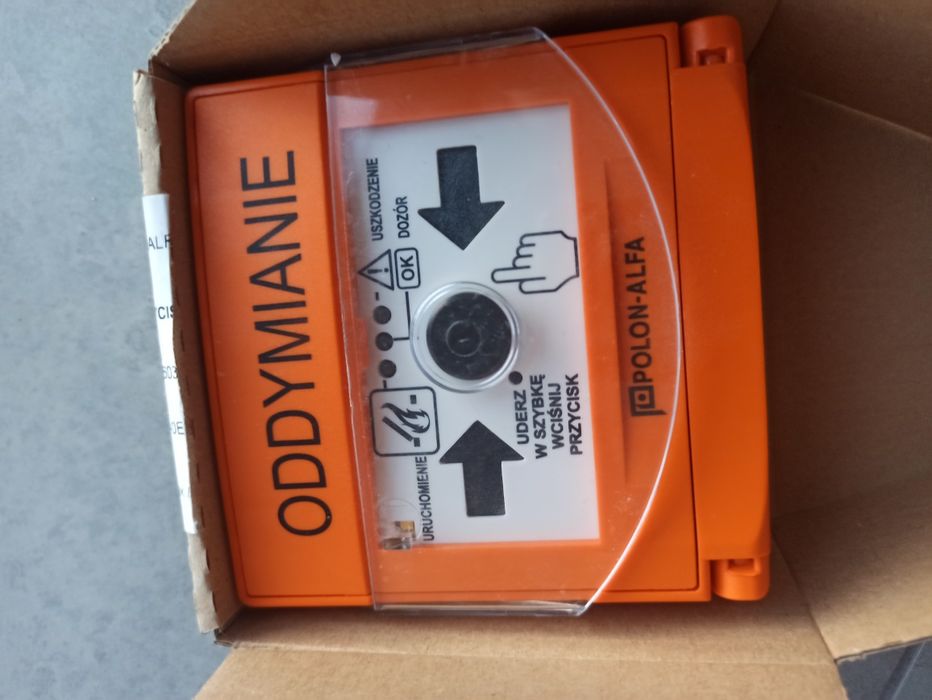 ODDYMIANIE
USZKODZENIE
OK DOZÓR
URUCHOMIENIE
UDERZ
W SZYBKĘ
WCIŚNIJ
PRZYCISK
POLON-ALFA